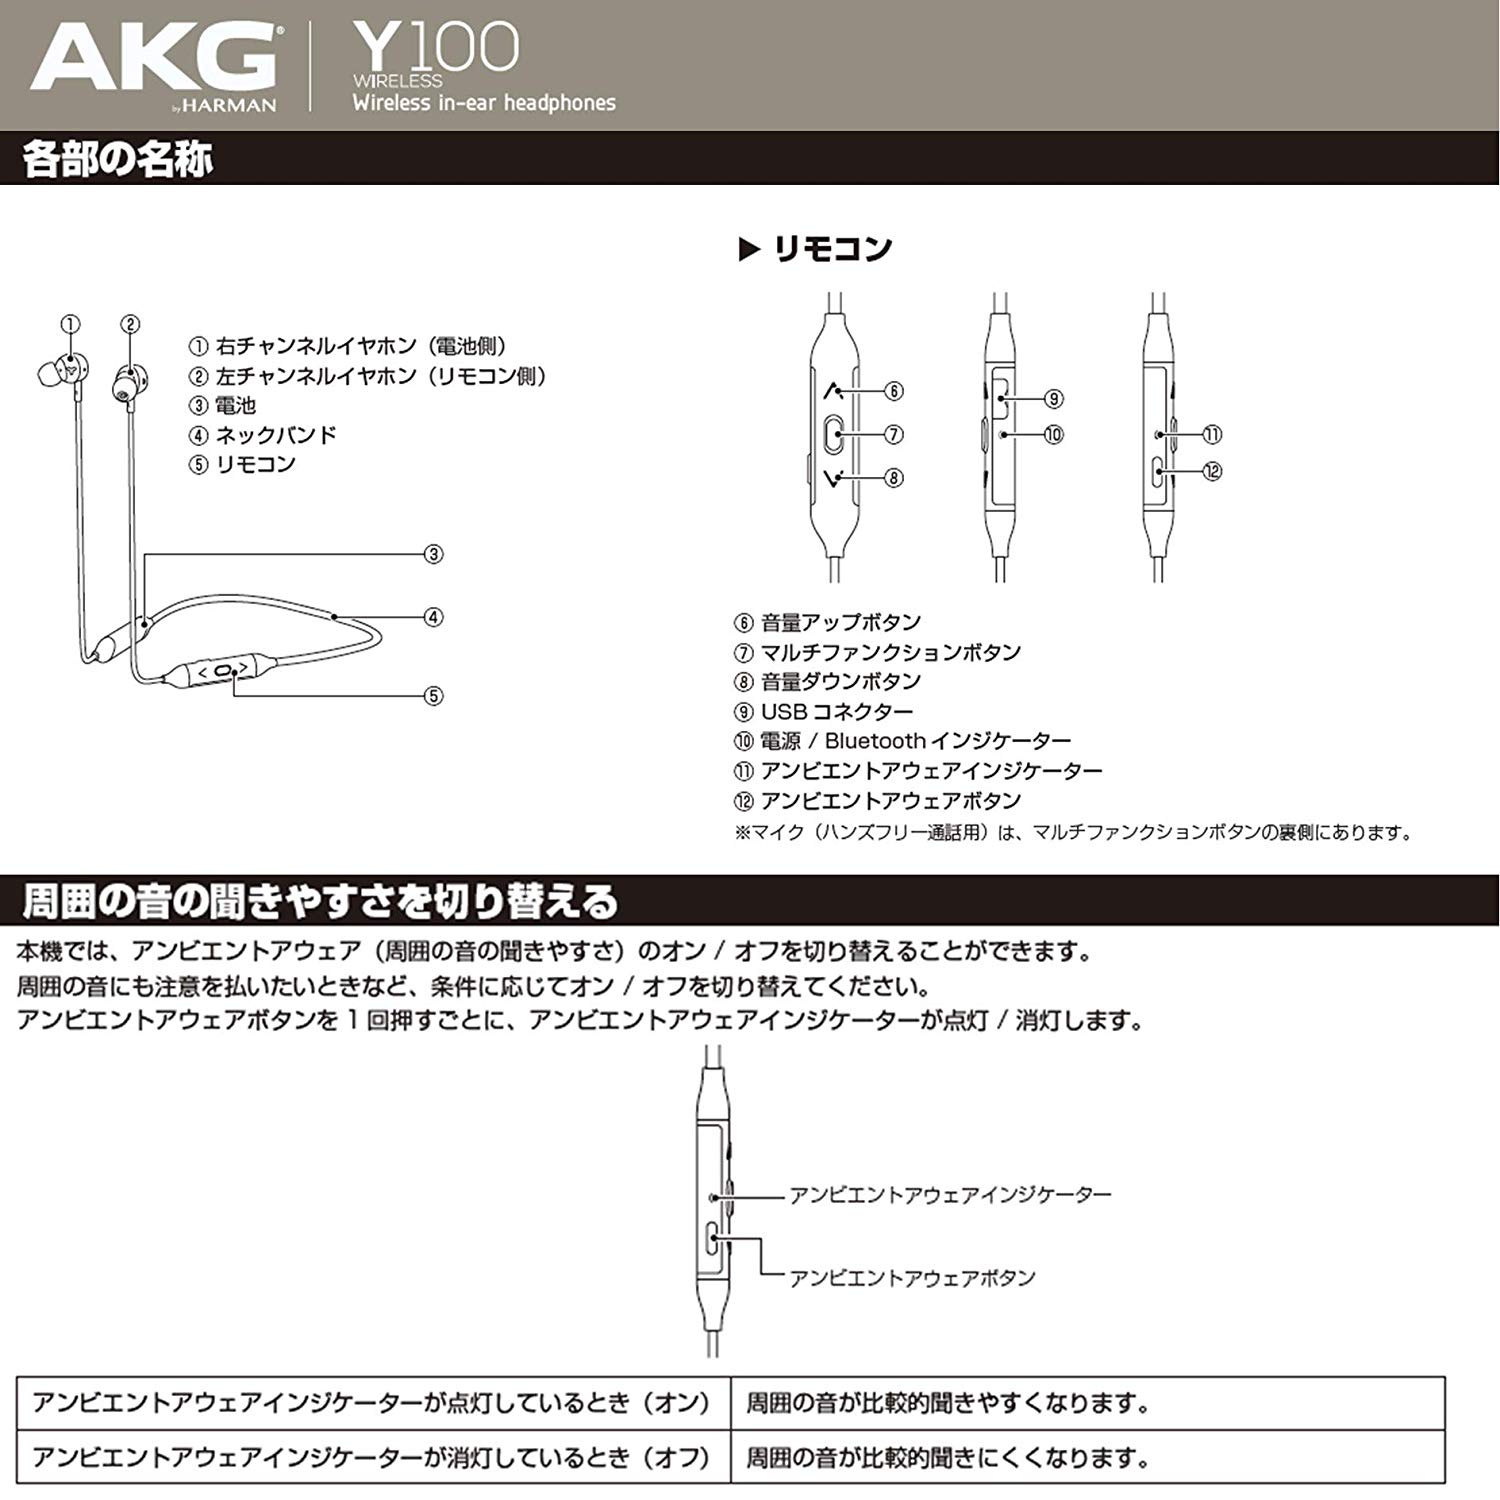 AKG®
by HARMAN
Y100
WIRELESS
Wireless in-ear headphones
各部の名称
① ②
① 右チャンネルイヤホン（電池側）
② 左チャンネルイヤホン（リモコン側）
③ 電池
④ ネックバンド
⑤ リモコン
③
④
⑤
▶ リモコン
⑥
⑦
⑧
⑨
⑩
⑪
⑫
⑥ 音量アップボタン
⑦ マルチファンクションボタン
⑧ 音量ダウンボタン
⑨ USB コネクター
⑩ 電源 / Bluetooth インジケーター
⑪ アンビエントアウェアインジケーター
⑫ アンビエントアウェアボタン
※マイク（ハンズフリー通話用）は、マルチファンクションボタンの裏側にあります。
周囲の音の聞きやすさを切り替える
本機では、アンビエントアウェア（周囲の音の聞きやすさ）のオン / オフを切り替えることができます。
周囲の音にも注意を払いたいときなど、条件に応じてオン / オフを切り替えてください。
アンビエントアウェアボタンを 1 回押すごとに、アンビエントアウェアインジケーターが点灯 / 消灯します。
アンビエントアウェアインジケーター
アンビエントアウェアボタン
アンビエントアウェアインジケーターが点灯しているとき（オン） 周囲の音が比較的聞きやすくなります。
アンビエントアウェアインジケーターが消灯しているとき（オフ） 周囲の音が比較的聞きにくくなります。